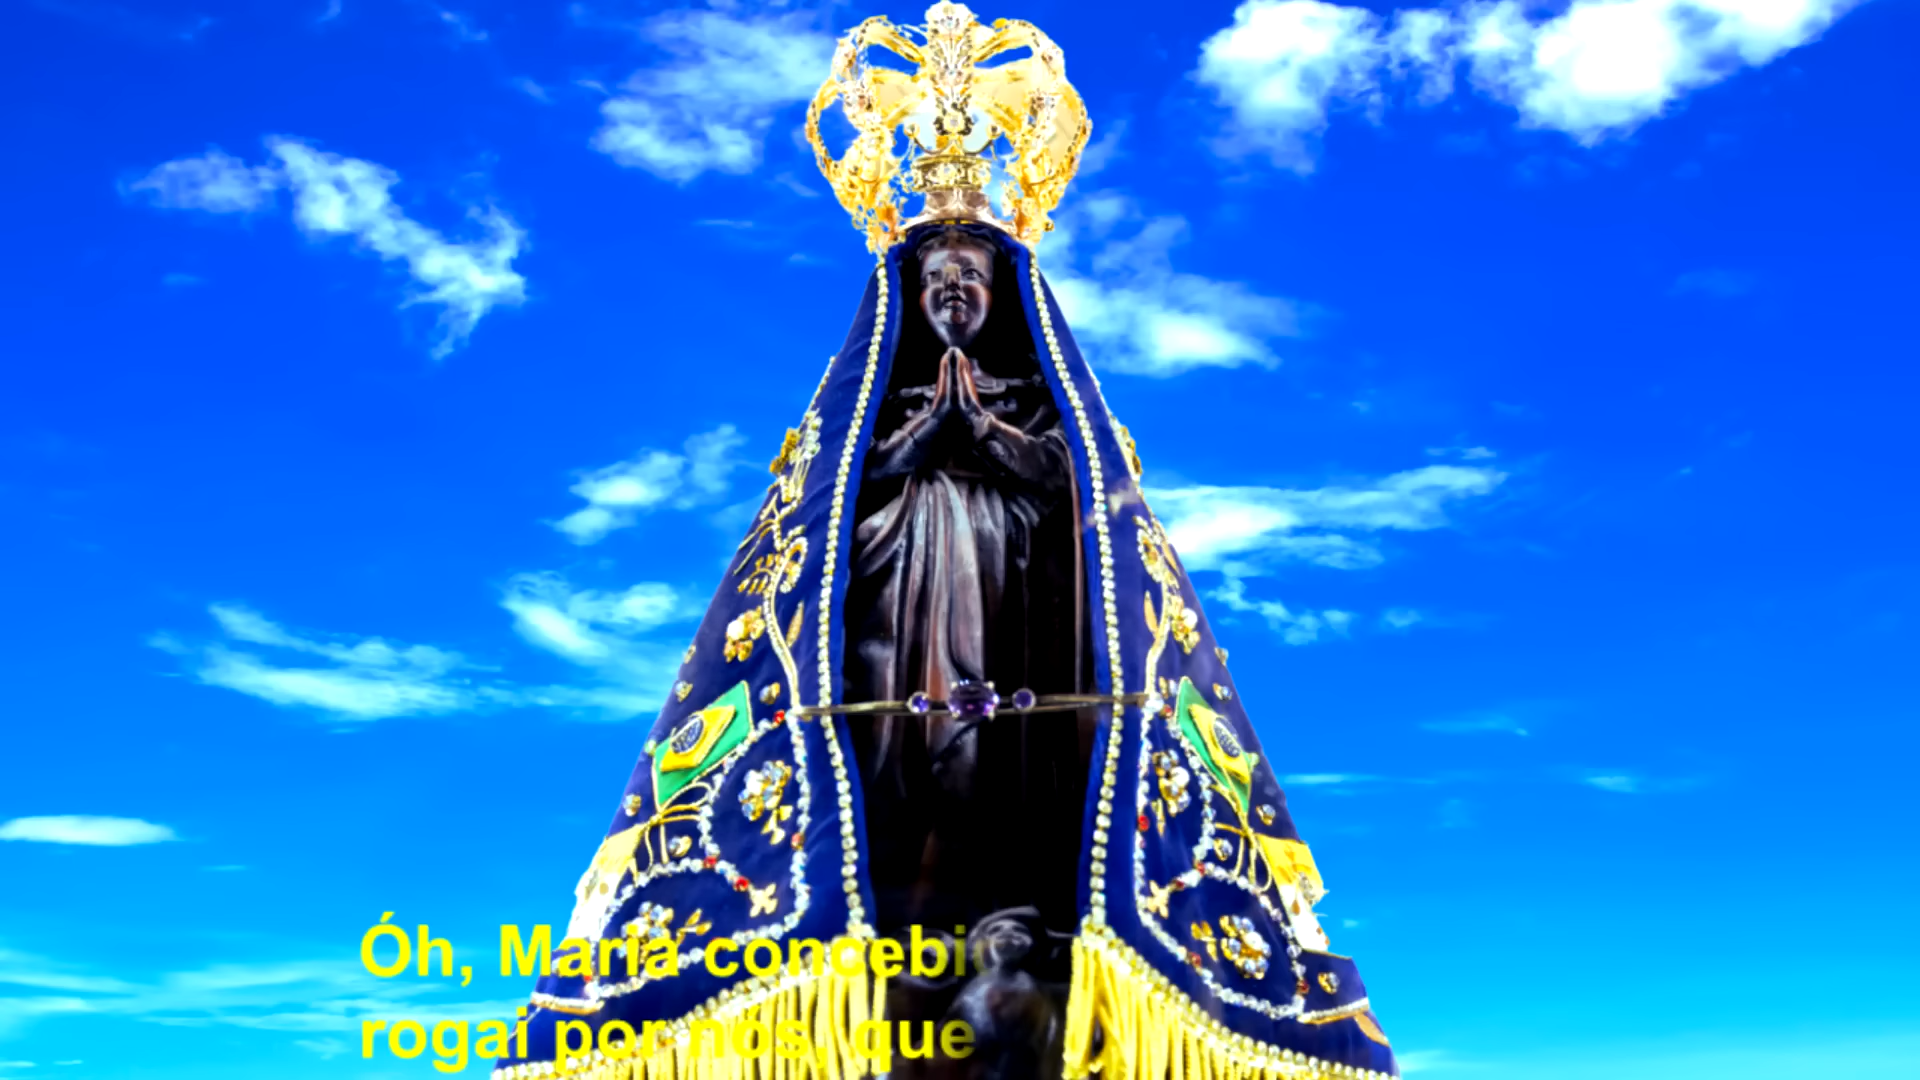 Óh, Maria concebi
rogai por nós, que